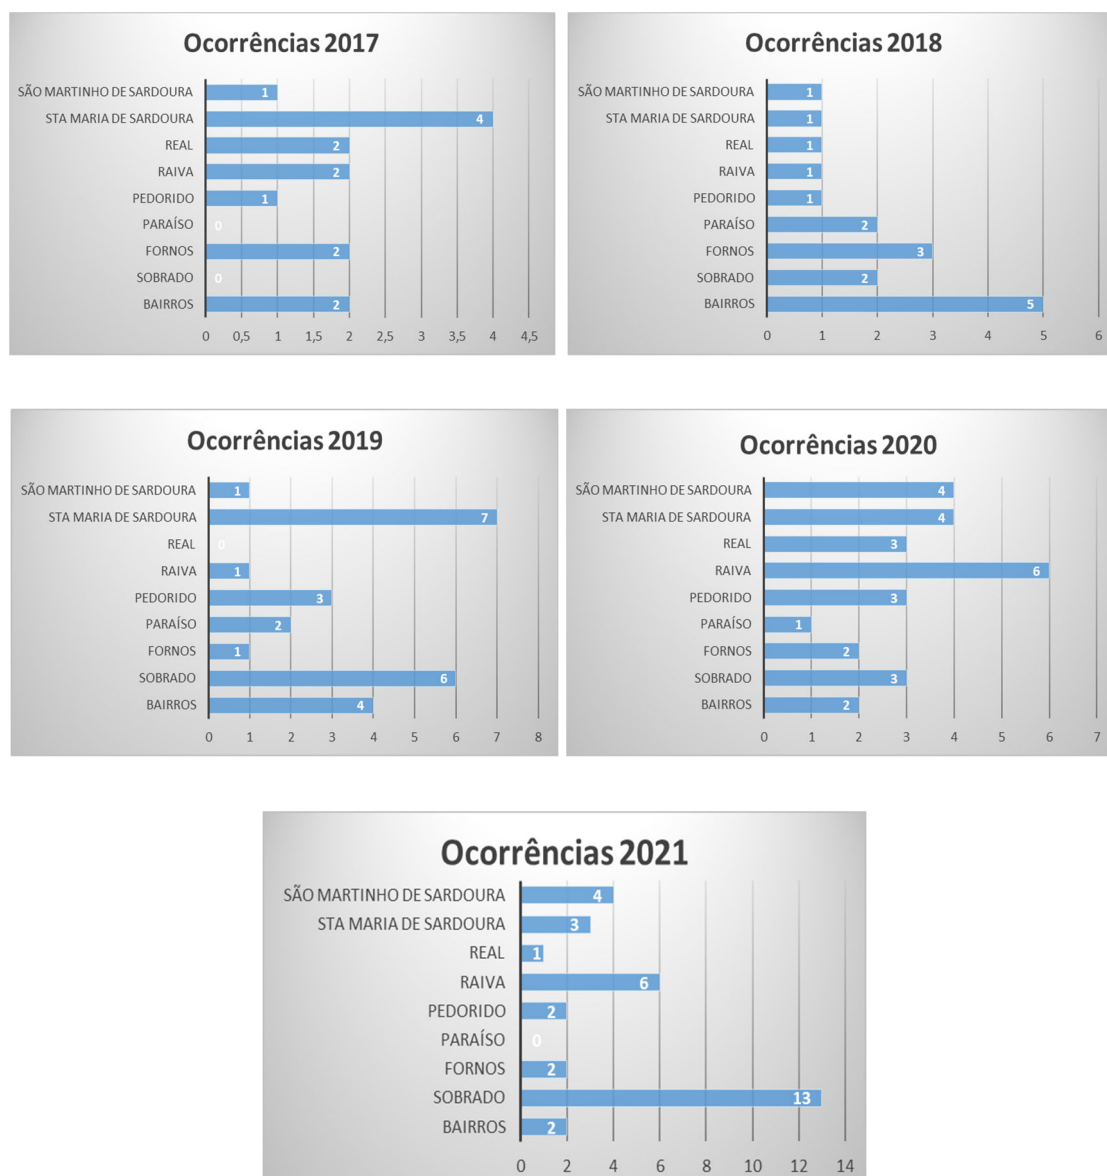 Ocorrências 2017
SÃO MARTINHO DE SARDOURA 1
STA MARIA DE SARDOURA 4
REAL 2
RAIVA 2
PEDORIDO 1
PARAÍSO 0
FORNOS 2
SOBRADO 0
BAIRROS 2
0 0,5 1 1,5 2 2,5 3 3,5 4 4,5
Ocorrências 2018
SÃO MARTINHO DE SARDOURA 1
STA MARIA DE SARDOURA 1
REAL 1
RAIVA 1
PEDORIDO 1
PARAÍSO 2
FORNOS 3
SOBRADO 2
BAIRROS 5
0 1 2 3 4 5 6
Ocorrências 2019
SÃO MARTINHO DE SARDOURA 1
STA MARIA DE SARDOURA 7
REAL 0
RAIVA 1
PEDORIDO 3
PARAÍSO 2
FORNOS 1
SOBRADO 6
BAIRROS 4
0 1 2 3 4 5 6 7 8
Ocorrências 2020
SÃO MARTINHO DE SARDOURA 4
STA MARIA DE SARDOURA 4
REAL 3
RAIVA 6
PEDORIDO 3
PARAÍSO 1
FORNOS 2
SOBRADO 3
BAIRROS 2
0 1 2 3 4 5 6 7
Ocorrências 2021
SÃO MARTINHO DE SARDOURA 4
STA MARIA DE SARDOURA 3
REAL 1
RAIVA 6
PEDORIDO 2
PARAÍSO 0
FORNOS 2
SOBRADO 13
BAIRROS 2
0 2 4 6 8 10 12 14